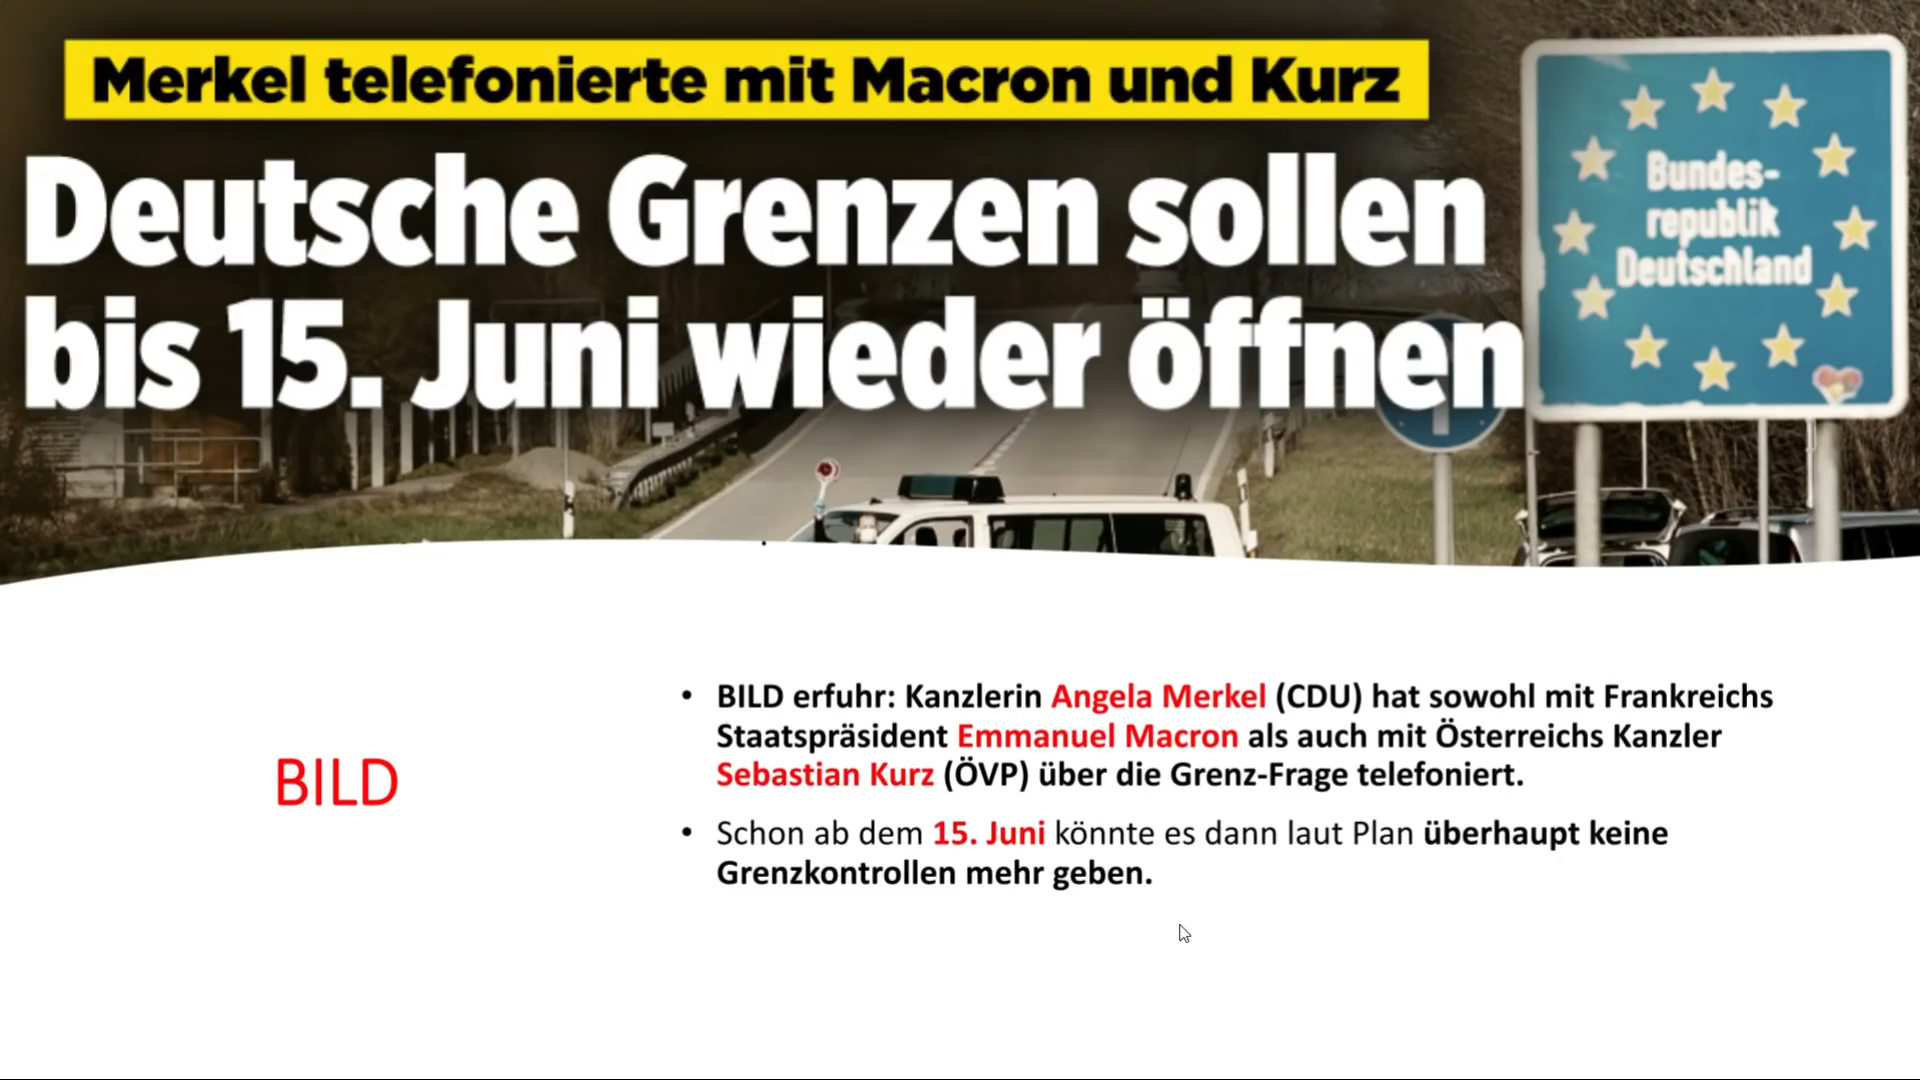 Merkel telefonierte mit Macron und Kurz
Deutsche Grenzen sollen
bis 15. Juni wieder öffnen
Bundes-
republik
Deutschland
BILD
• BILD erfuhr: Kanzlerin Angela Merkel (CDU) hat sowohl mit Frankreichs
Staatspräsident Emmanuel Macron als auch mit Österreichs Kanzler
Sebastian Kurz (ÖVP) über die Grenz-Frage telefoniert.
• Schon ab dem 15. Juni könnte es dann laut Plan überhaupt keine
Grenzkontrollen mehr geben.